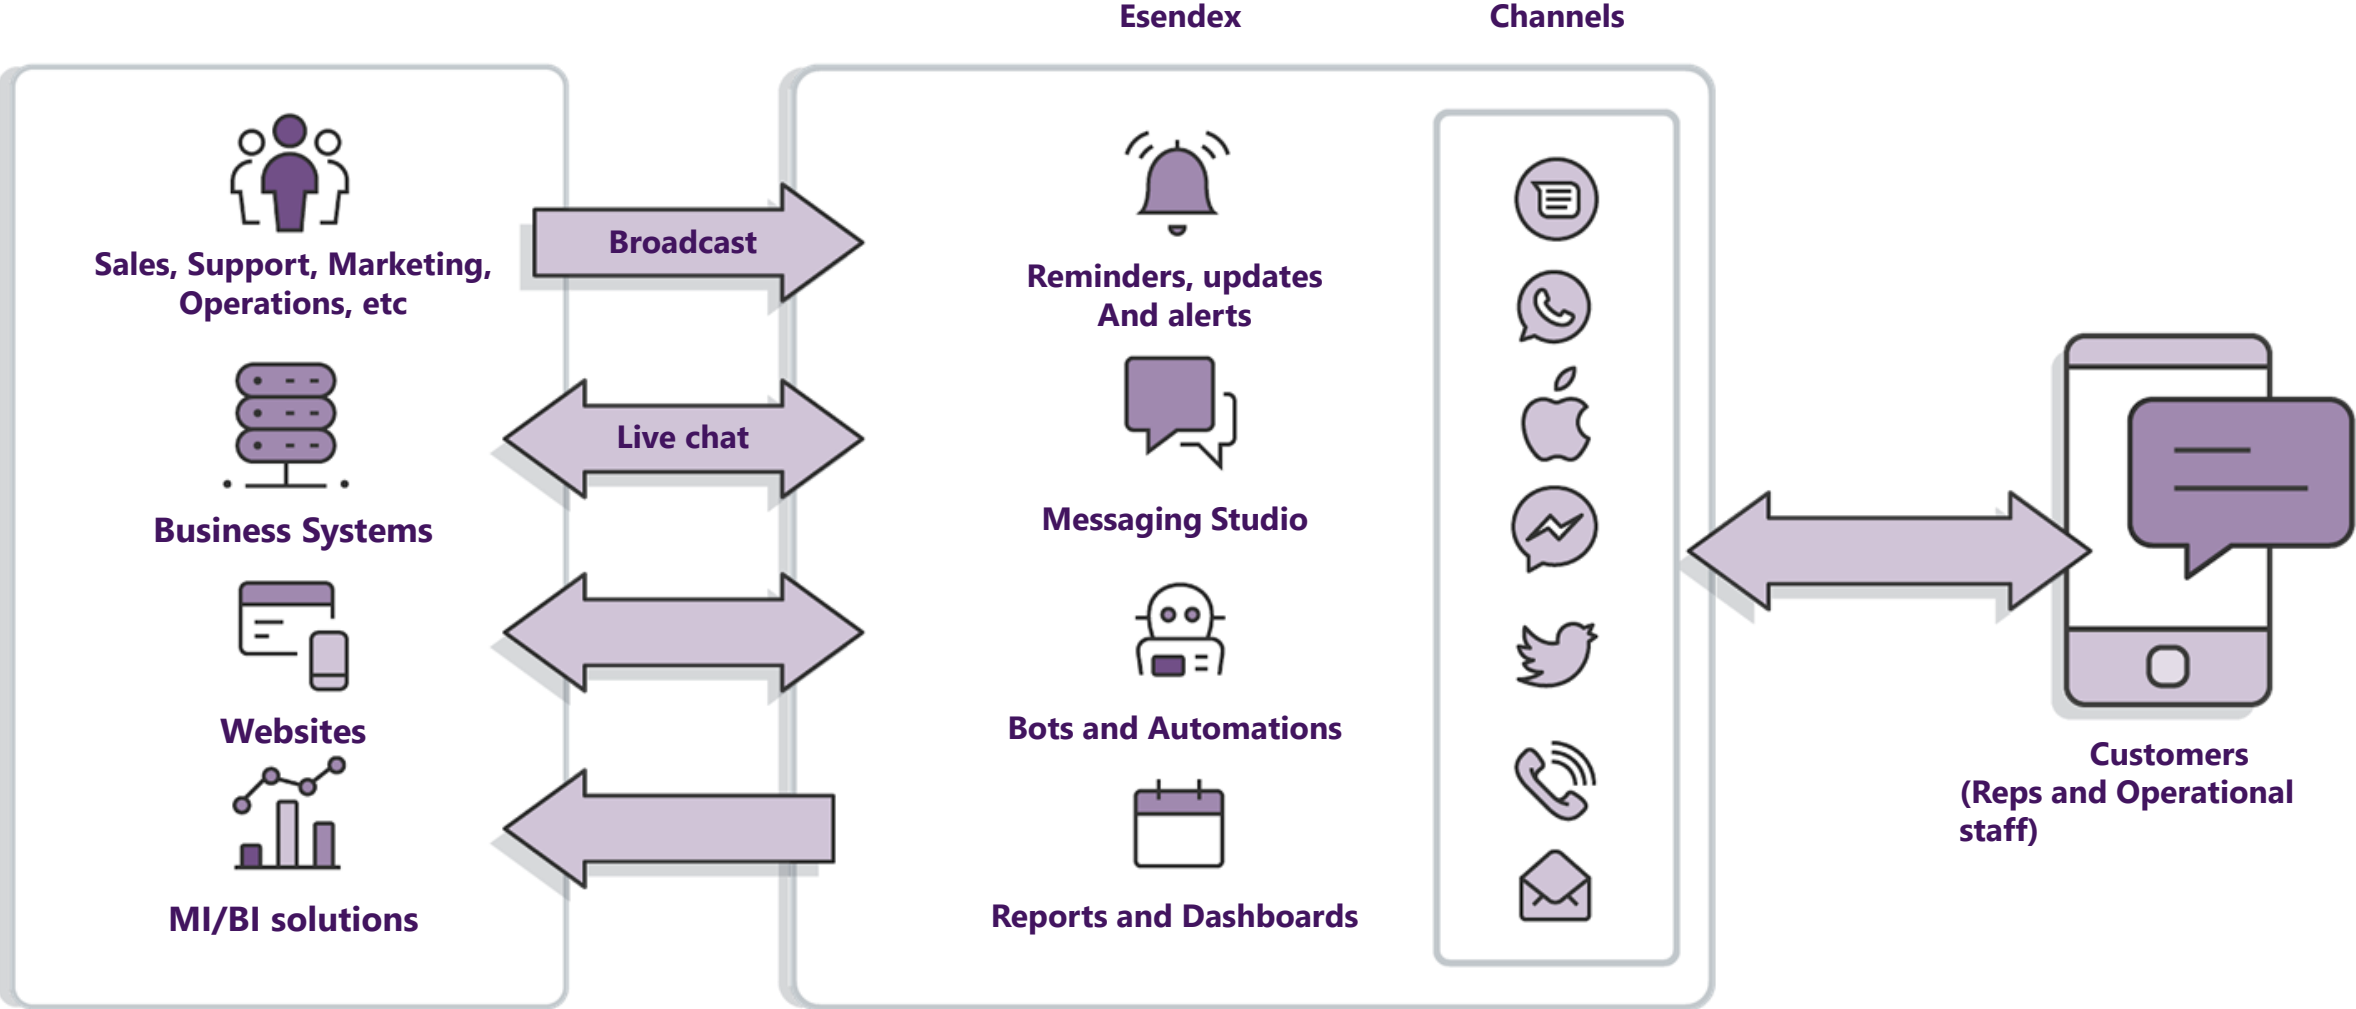 Esendex
Channels
Sales, Support, Marketing,
Operations, etc
Business Systems
Websites
MI/BI solutions
Broadcast
Live chat
Reminders, updates
And alerts
Messaging Studio
Bots and Automations
Reports and Dashboards
Customers
(Reps and Operational
staff)